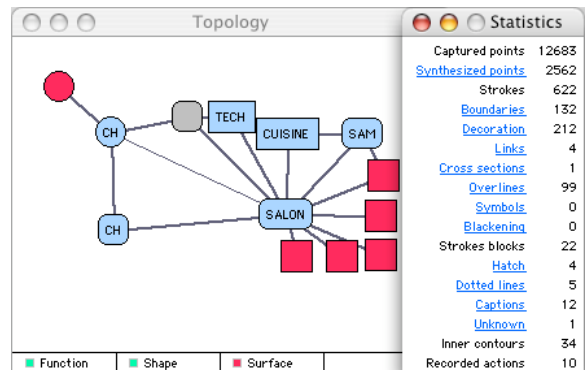 Topology
CH
TECH
CUISINE
SAM
SALON
CH
Function
Shape
Surface
Statistics
Captured points 12683
Synthesized points 2562
Strokes 622
Boundaries 132
Decoration 212
Links 4
Cross sections 1
Overlines 99
Symbols 0
Blackening 0
Strokes blocks 22
Hatch 4
Dotted lines 5
Captions 12
Unknown 1
Inner contours 34
Recorded actions 10